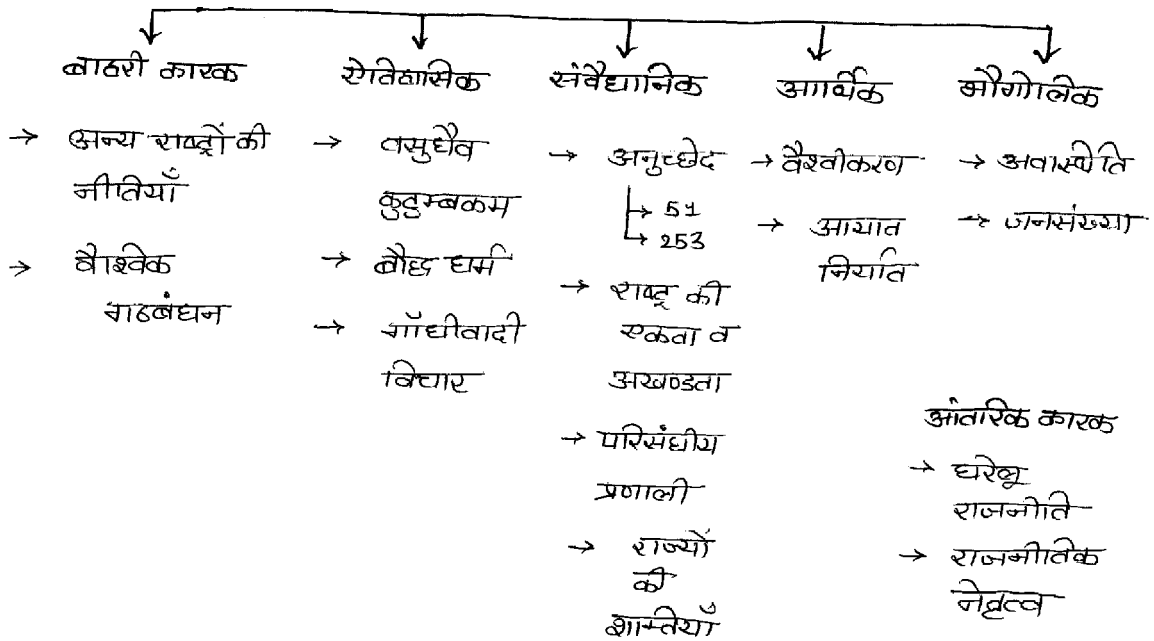 बाहरी कारक
→ अन्य राष्ट्रों की
नीतियाँ
→ वैश्विक
गठबंधन
ऐतिहासिक
→ वसुधैव
कुटुम्बकम
→ बौद्ध धर्म
→ गाँधीवादी
विचार
संवैधानिक
→ अनुच्छेद
→ 51
→ 253
→ राष्ट्र की
एकता व
अखण्डता
→ परिसंघीय
प्रणाली
→ राज्यों
की
शक्तियाँ
आर्थिक
→ वैश्वीकरण
→ आयात
निर्यात
भौगोलिक
→ अवस्थिति
→ जनसंख्या
आंतरिक कारक
→ घरेलू
राजनीति
→ राजनीतिक
नेतृत्व